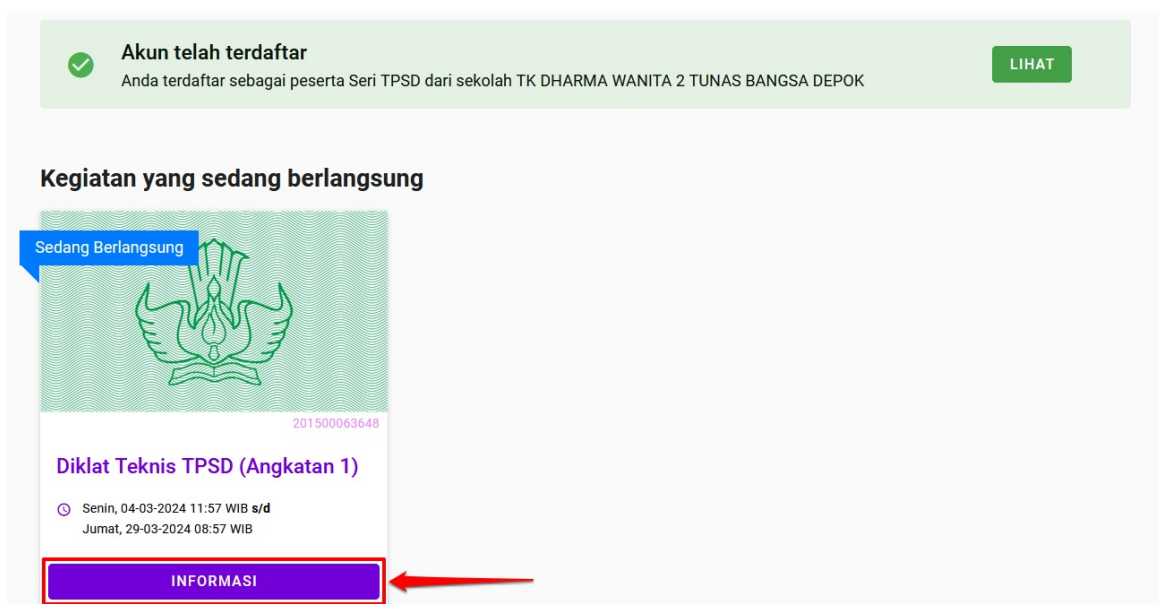 Akun telah terdaftar
Anda terdaftar sebagai peserta Seri TPSD dari sekolah TK DHARMA WANITA 2 TUNAS BANGSA DEPOK
LIHAT
Kegiatan yang sedang berlangsung
Sedang Berlangsung
201500063648
Diklat Teknis TPSD (Angkatan 1)
Senin, 04-03-2024 11:57 WIB s/d
Jumat, 29-03-2024 08:57 WIB
INFORMASI